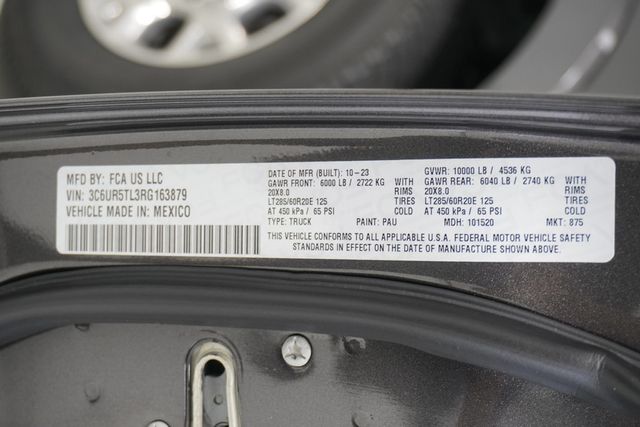 MFD BY: FCA US LLC
VIN: 3C6UR5TL3RG163879
VEHICLE MADE IN: MEXICO
DATE OF MFR (BUILT): 10-23 GVWR: 10000 LB / 4536 KG
GAWR FRONT: 6000 LB / 2722 KG WITH GAWR REAR: 6040 LB / 2740 KG WITH
20X8.0 RIMS 20X8.0 RIMS
LT285/60R20E 125 TIRES LT285/60R20E 125 TIRES
AT 450 kPa / 65 PSI COLD AT 450 kPa / 65 PSI COLD
TYPE: TRUCK PAINT: PAU MDH: 101520 MKT: 875
THIS VEHICLE CONFORMS TO ALL APPLICABLE U.S.A. FEDERAL MOTOR VEHICLE SAFETY
STANDARDS IN EFFECT ON THE DATE OF MANUFACTURE SHOWN ABOVE.